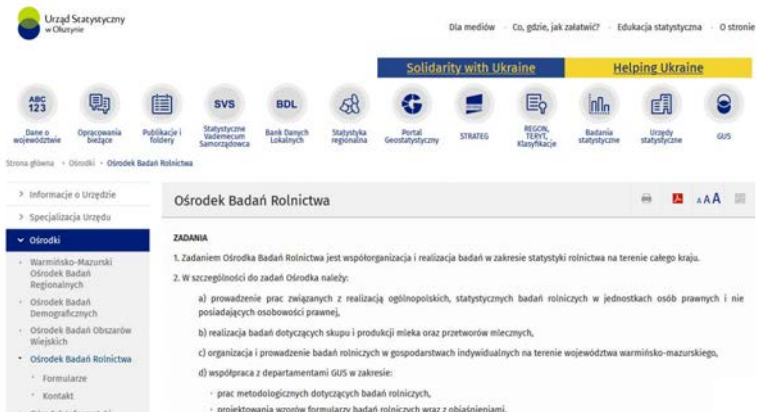 Urząd Statystyczny
w Olsztynie
Dla mediów
Co, gdzie, jak załatwić?
Edukacja statystyczna
O stronie
Solidarity with Ukraine
Helping Ukraine
ABC
123
SVS
BDL
Dane o
województwie
Opracowania
bieżące
Publikacje i
foldery
Statystyczne
Vademecum
Samorządowca
Bank Danych
Lokalnych
Statystyka
regionalna
Portal
Geostatystyczny
STRATEG
REGON,
TERYT,
Klasyfikacje
Badania
statystyczne
Urzędy
statystyczne
GUS
Strona główna • Ośrodki • Ośrodek Badań Rolnictwa
Informacje o Urzędzie
Specjalizacja Urzędu
Ośrodki
Warmińsko-Mazurski
Ośrodek Badań
Regionalnych
Ośrodek Badań
Demograficznych
Ośrodek Badań Obszarów
Wiejskich
Ośrodek Badań Rolnictwa
Formularze
Kontakt
Ośrodek Badań Rolnictwa
A A A
ZADANIA
1. Zadaniem Ośrodka Badań Rolnictwa jest współorganizacja i realizacja badań w zakresie statystyki rolnictwa na terenie całego kraju.
2. W szczególności do zadań Ośrodka należy:
a) prowadzenie prac związanych z realizacją ogólnopolskich, statystycznych badań rolniczych w jednostkach osób prawnych i nie
posiadających osobowości prawnej,
b) realizacja badań dotyczących skupu i produkcji mleka oraz przetworów mlecznych,
c) organizacja i prowadzenie badań rolniczych w gospodarstwach indywidualnych na terenie województwa warmińsko-mazurskiego,
d) współpraca z departamentami GUS w zakresie:
• prac metodologicznych dotyczących badań rolniczych,
• projektowania wzorów formularzy badań rolniczych wraz z objaśnieniami,